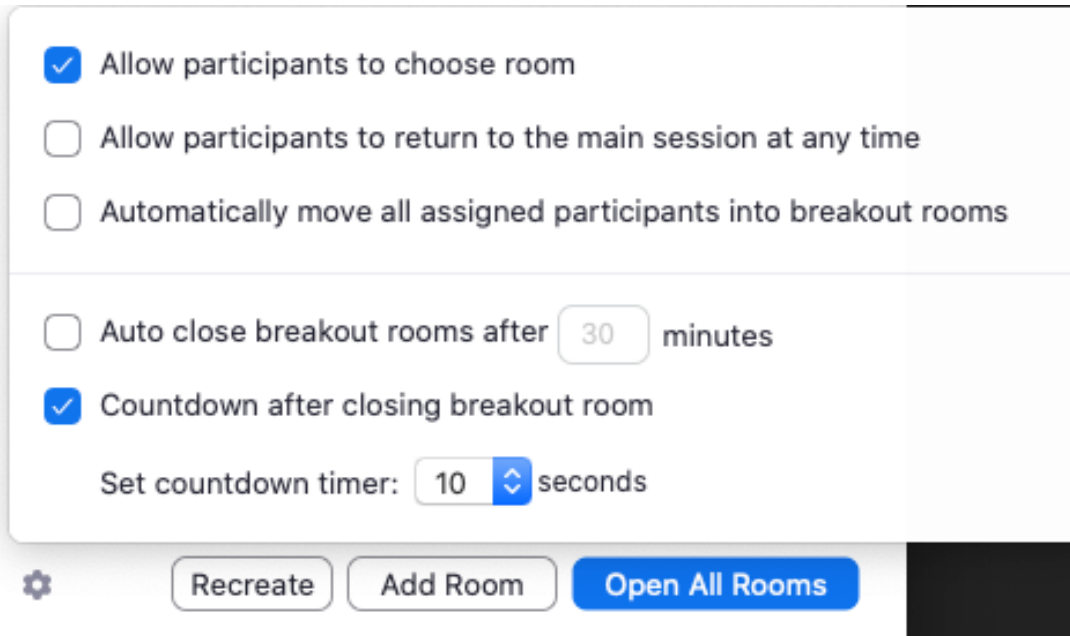 Allow participants to choose room
Allow participants to return to the main session at any time
Automatically move all assigned participants into breakout rooms
Auto close breakout rooms after 30 minutes
Countdown after closing breakout room
Set countdown timer: 10 seconds
Recreate Add Room Open All Rooms